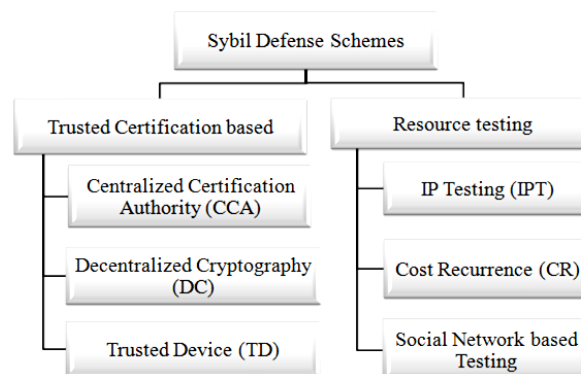 Sybil Defense Schemes
Trusted Certification based
Centralized Certification
Authority (CCA)
Decentralized Cryptography
(DC)
Trusted Device (TD)
Resource testing
IP Testing (IPT)
Cost Recurrence (CR)
Social Network based
Testing